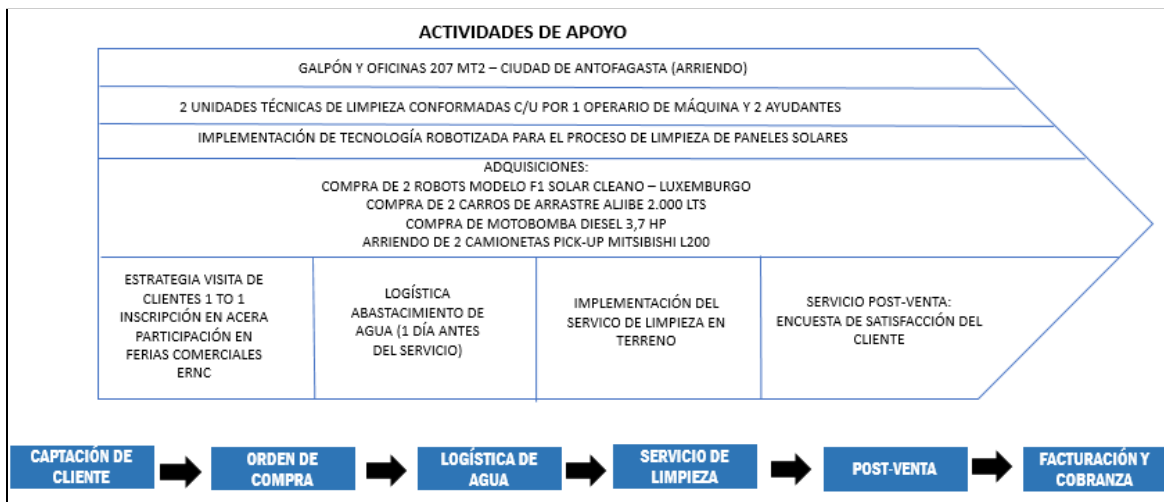 ACTIVIDADES DE APOYO
GALPÓN Y OFICINAS 207 MT2 – CIUDAD DE ANTOFAGASTA (ARRIENDO)
2 UNIDADES TÉCNICAS DE LIMPIEZA CONFORMADAS C/U POR 1 OPERARIO DE MÁQUINA Y 2 AYUDANTES
IMPLEMENTACIÓN DE TECNOLOGÍA ROBOTIZADA PARA EL PROCESO DE LIMPIEZA DE PANELES SOLARES
ADQUISICIONES:
COMPRA DE 2 ROBOTS MODELO F1 SOLAR CLEANO – LUXEMBURGO
COMPRA DE 2 CARROS DE ARRASTRE ALJIBE 2.000 LTS
COMPRA DE MOTOBOMBA DIESEL 3,7 HP
ARRIENDO DE 2 CAMIONETAS PICK-UP MITSIBISHI L200
ESTRATEGIA VISITA DE
CLIENTES 1 TO 1
INSCRIPCIÓN EN ACERA
PARTICIPACIÓN EN
FERIAS COMERCIALES
ERNC
LOGÍSTICA
ABASTACIMIENTO DE
AGUA (1 DÍA ANTES
DEL SERVICIO)
IMPLEMENTACIÓN DEL
SERVICO DE LIMPIEZA EN
TERRENO
SERVICIO POST-VENTA:
ENCUESTA DE SATISFACCIÓN DEL
CLIENTE
CAPTACIÓN DE
CLIENTE
ORDEN DE
COMPRA
LOGÍSTICA DE
AGUA
SERVICIO DE
LIMPIEZA
POST-VENTA
FACTURACIÓN Y
COBRANZA